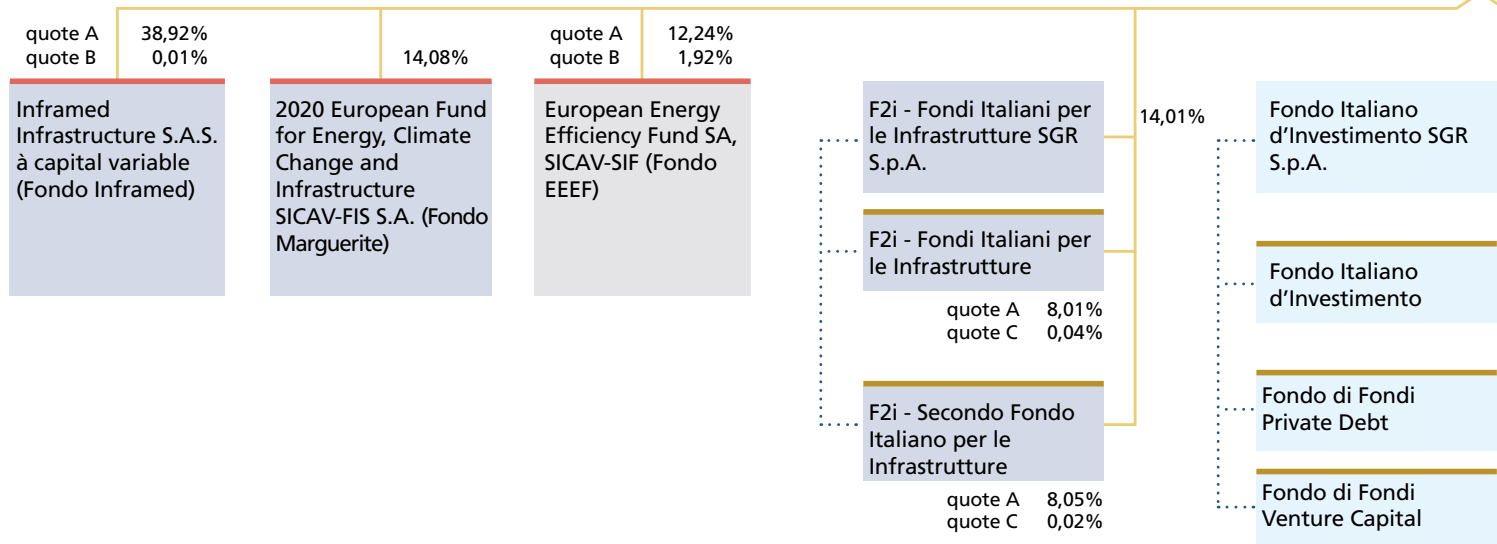 quote A 38,92%
quote B 0,01%
Inframed
Infrastructure S.A.S.
à capital variable
(Fondo Inframed)
14,08%
2020 European Fund
for Energy, Climate
Change and
Infrastructure
SICAV-FIS S.A. (Fondo
Marguerite)
quote A 12,24%
quote B 1,92%
European Energy
Efficiency Fund SA,
SICAV-SIF (Fondo
EEEF)
F2i - Fondi Italiani per
le Infrastrutture SGR
S.p.A.
14,01%
F2i - Fondi Italiani per
le Infrastrutture
quote A 8,01%
quote C 0,04%
F2i - Secondo Fondo
Italiano per le
Infrastrutture
quote A 8,05%
quote C 0,02%
Fondo Italiano
d’Investimento SGR
S.p.A.
Fondo Italiano
d’Investimento
Fondo di Fondi
Private Debt
Fondo di Fondi
Venture Capital